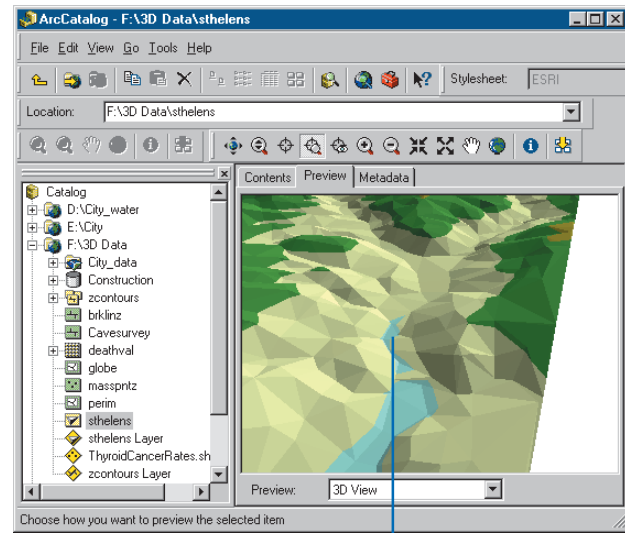 ArcCatalog - F:\3D Data\sthelens
File Edit View Go Tools Help
Stylesheet: ESRI
Location: F:\3D Data\sthelens
Contents Preview Metadata
Catalog
D:\City_water
E:\City
F:\3D Data
City_data
Construction
zcontours
brklinz
Cavesurvey
deathval
globe
masspntz
perim
sthelens
sthelens Layer
ThyroidCancerRates.sh
zcontours Layer
Preview: 3D View
Choose how you want to preview the selected item